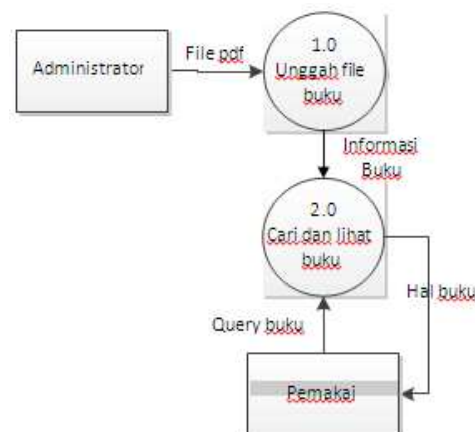 Administrator
File pdf
1.0
Unggah file
buku
Informasi
Buku
2.0
Cari dan lihat
buku
Hal buku
Query buku
Pemakai